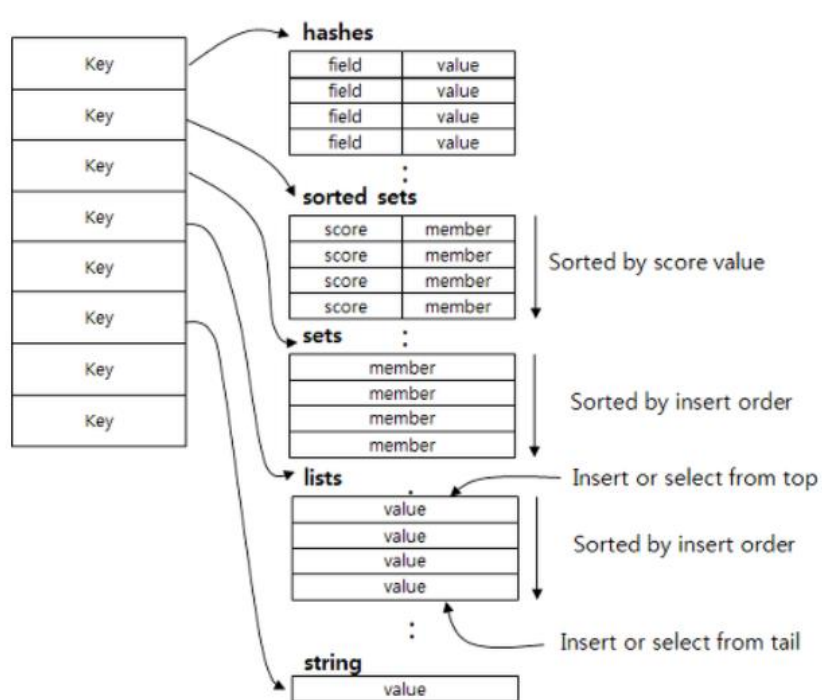 Key
Key
Key
Key
Key
Key
Key
Key
hashes
field value
field value
field value
field value
sorted sets
score member
score member
score member
score member
Sorted by score value
sets
member
member
member
member
Sorted by insert order
lists
Insert or select from top
value
value
value
value
Sorted by insert order
Insert or select from tail
string
value